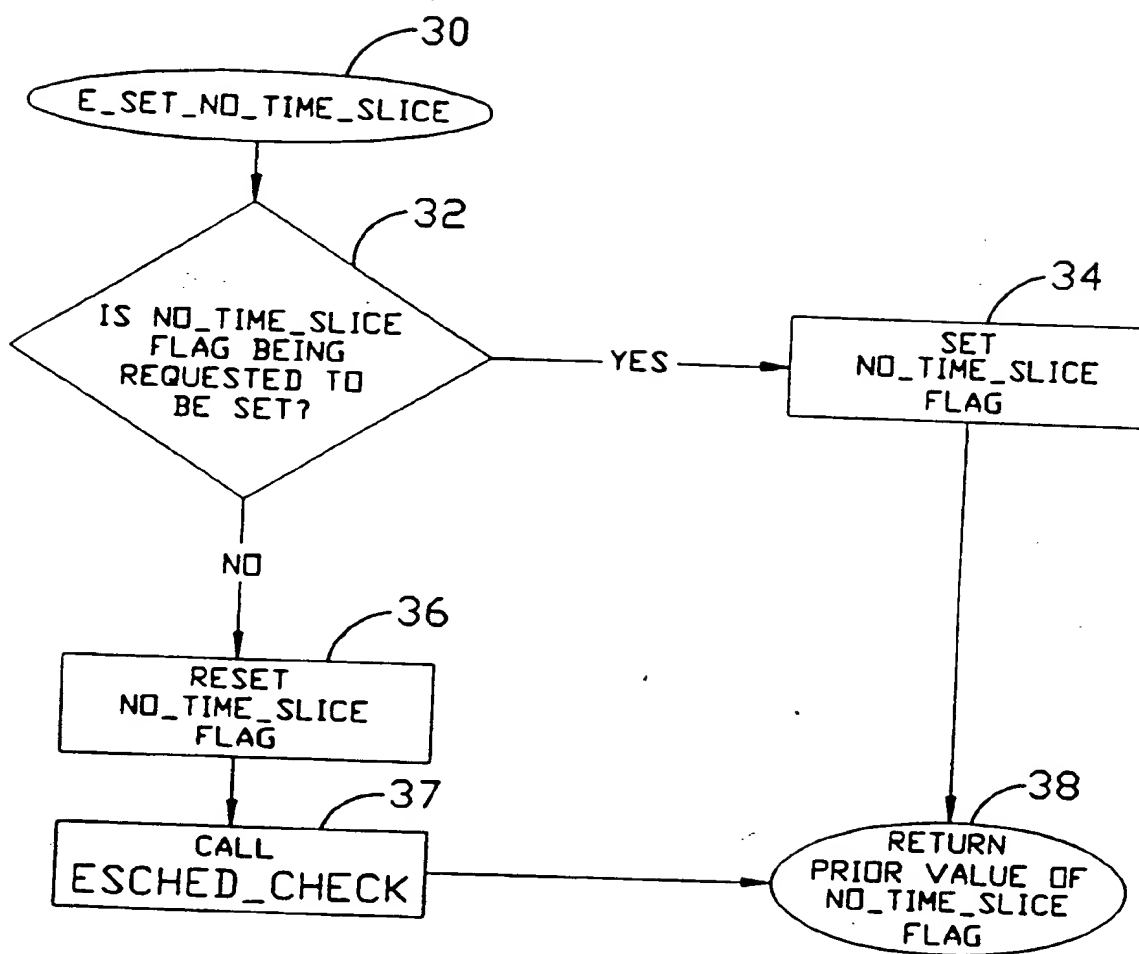 30
E_SET_NO_TIME_SLICE
32
IS NO_TIME_SLICE
FLAG BEING
REQUESTED TO
BE SET?
YES
34
SET
NO_TIME_SLICE
FLAG
NO
36
RESET
NO_TIME_SLICE
FLAG
37
CALL
ESCHED_CHECK
38
RETURN
PRIOR VALUE OF
NO_TIME_SLICE
FLAG